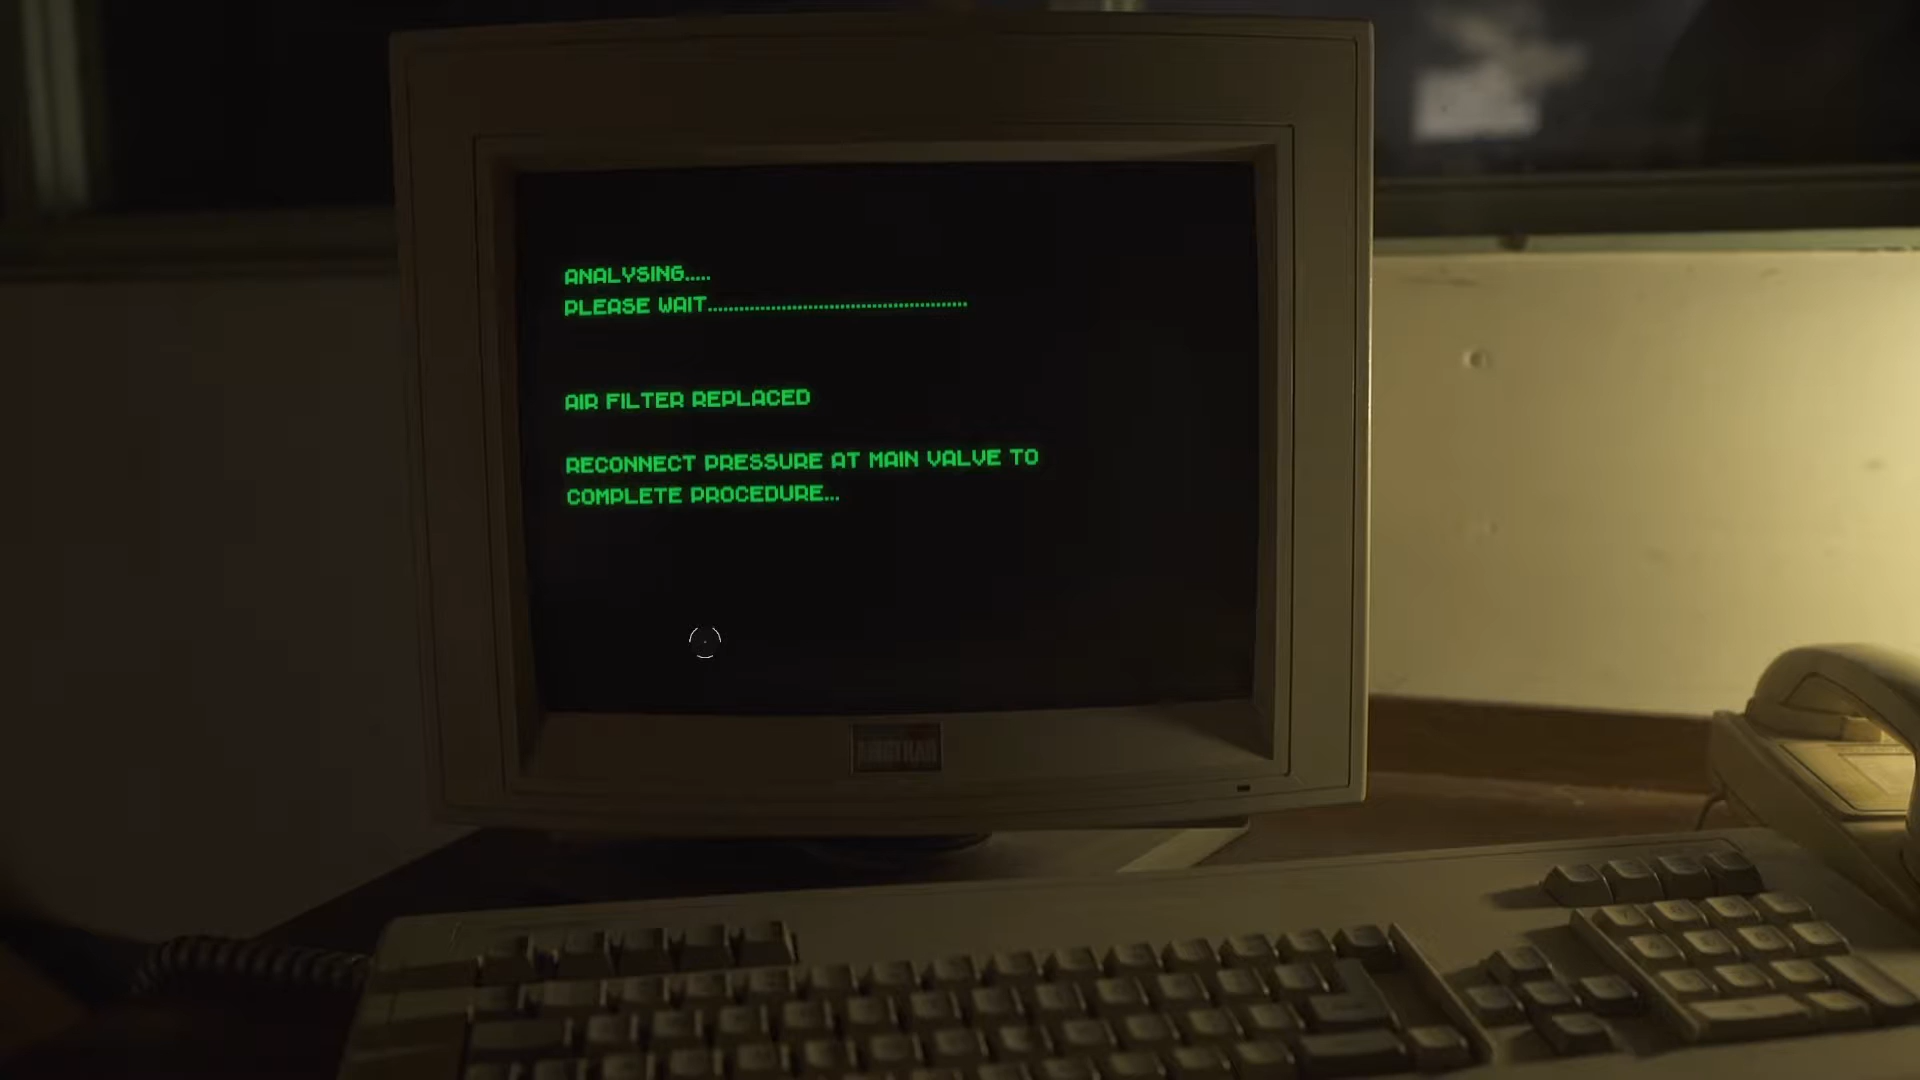 ANALYSING.....
PLEASE WAIT.................................................
AIR FILTER REPLACED
RECONNECT PRESSURE AT MAIN VALVE TO
COMPLETE PROCEDURE...